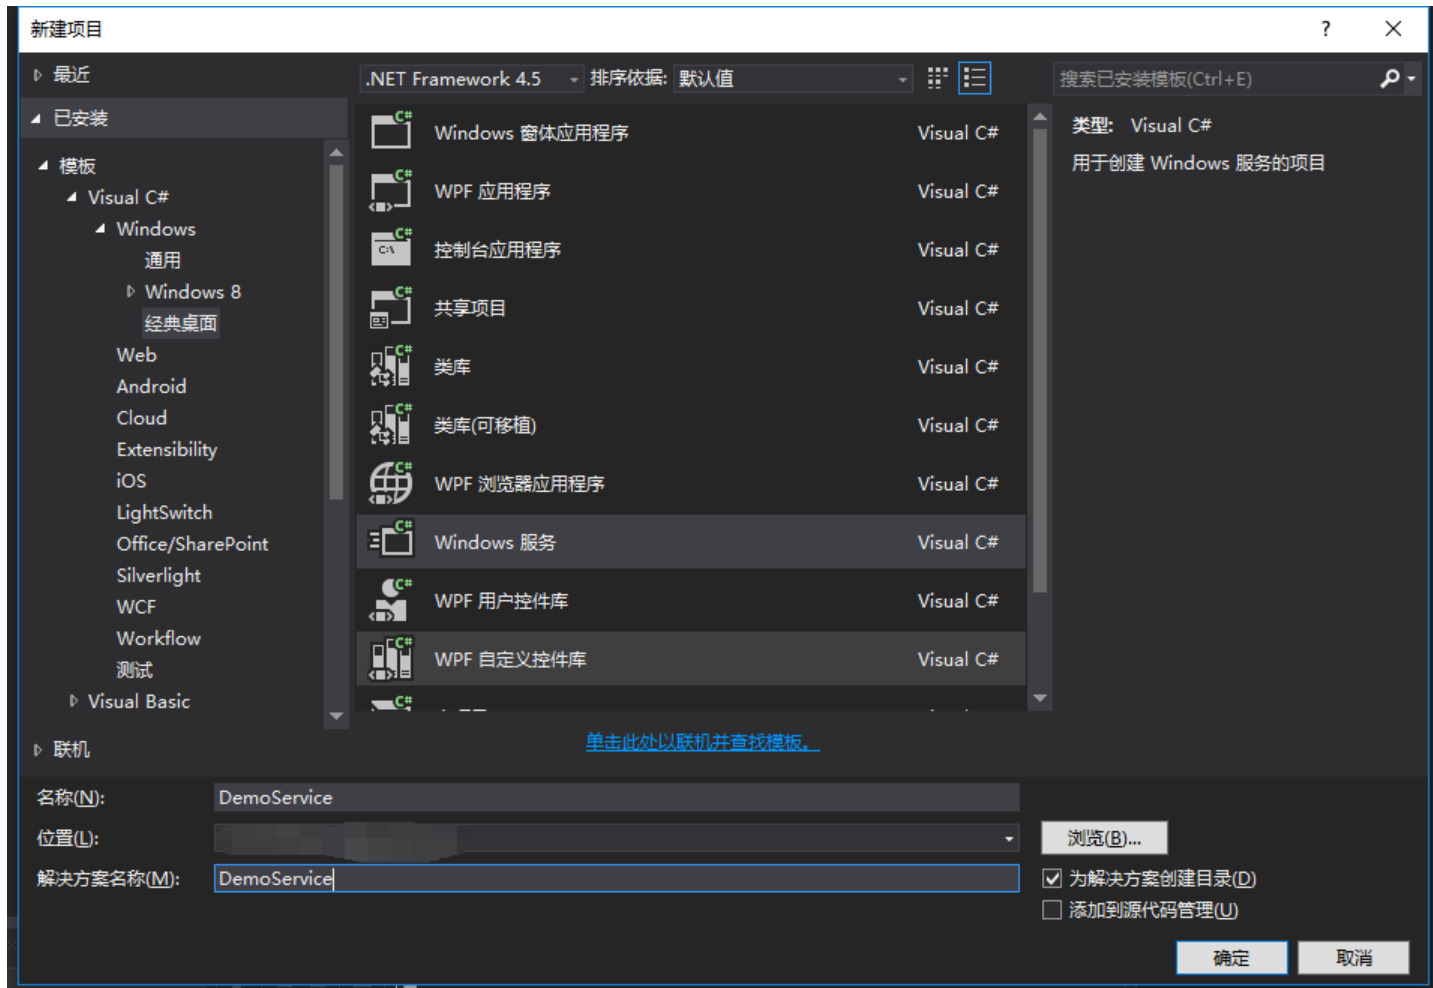 新建项目
?
最近
.NET Framework 4.5
排序依据:
默认值
搜索已安装模板(Ctrl+E)
已安装
模板
Visual C#
Windows
通用
Windows 8
经典桌面
Web
Android
Cloud
Extensibility
iOS
LightSwitch
Office/SharePoint
Silverlight
WCF
Workflow
测试
Visual Basic
联机
Windows 窗体应用程序 Visual C#
WPF 应用程序 Visual C#
控制台应用程序 Visual C#
共享项目 Visual C#
类库 Visual C#
类库(可移植) Visual C#
WPF 浏览器应用程序 Visual C#
Windows 服务 Visual C#
WPF 用户控件库 Visual C#
WPF 自定义控件库 Visual C#
单击此处以联机并查找模板。
类型: Visual C#
用于创建 Windows 服务的项目
名称(N): DemoService
位置(L):
浏览(B)...
解决方案名称(M): DemoService
为解决方案创建目录(D)
添加到源代码管理(U)
确定
取消